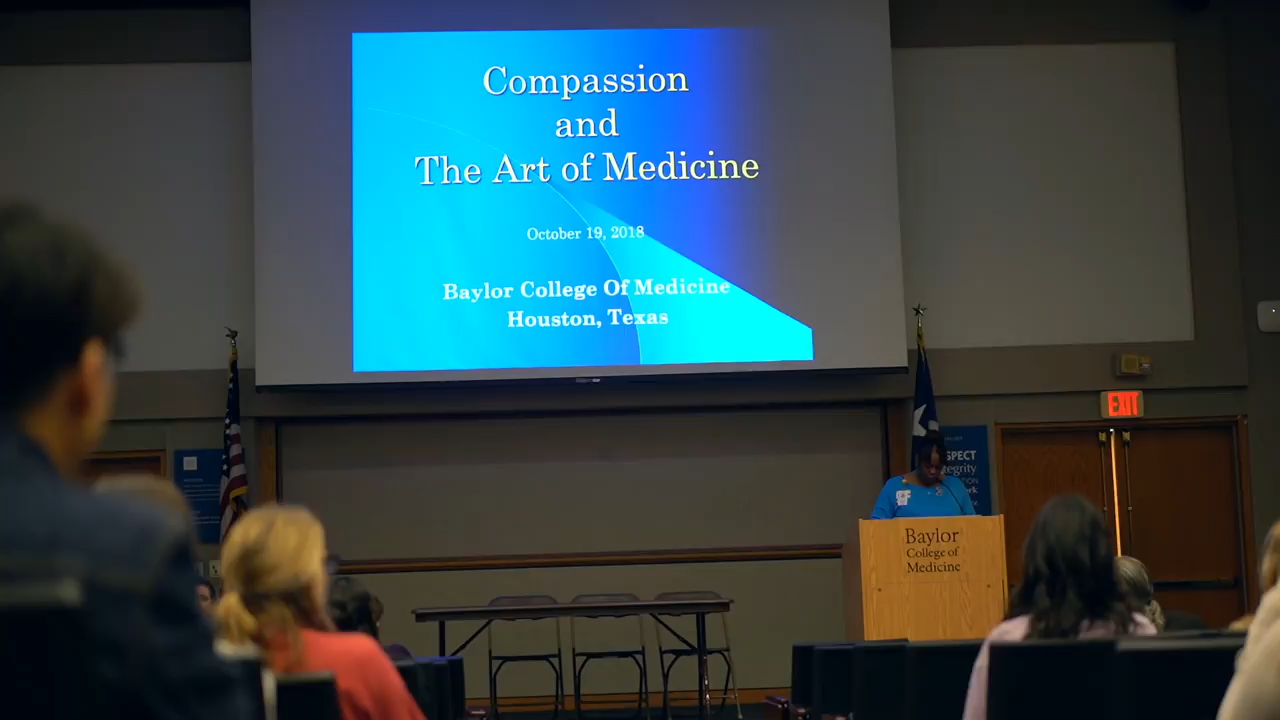 Compassion
and
The Art of Medicine
October 19, 2018
Baylor College Of Medicine
Houston, Texas
EXIT
SPECT
tegrity
Baylor
College of
Medicine